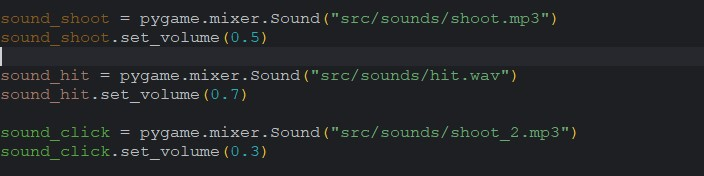 sound_shoot = pygame.mixer.Sound("src/sounds/shoot.mp3")
sound_shoot.set_volume(0.5)
sound_hit = pygame.mixer.Sound("src/sounds/hit.wav")
sound_hit.set_volume(0.7)
sound_click = pygame.mixer.Sound("src/sounds/shoot_2.mp3")
sound_click.set_volume(0.3)